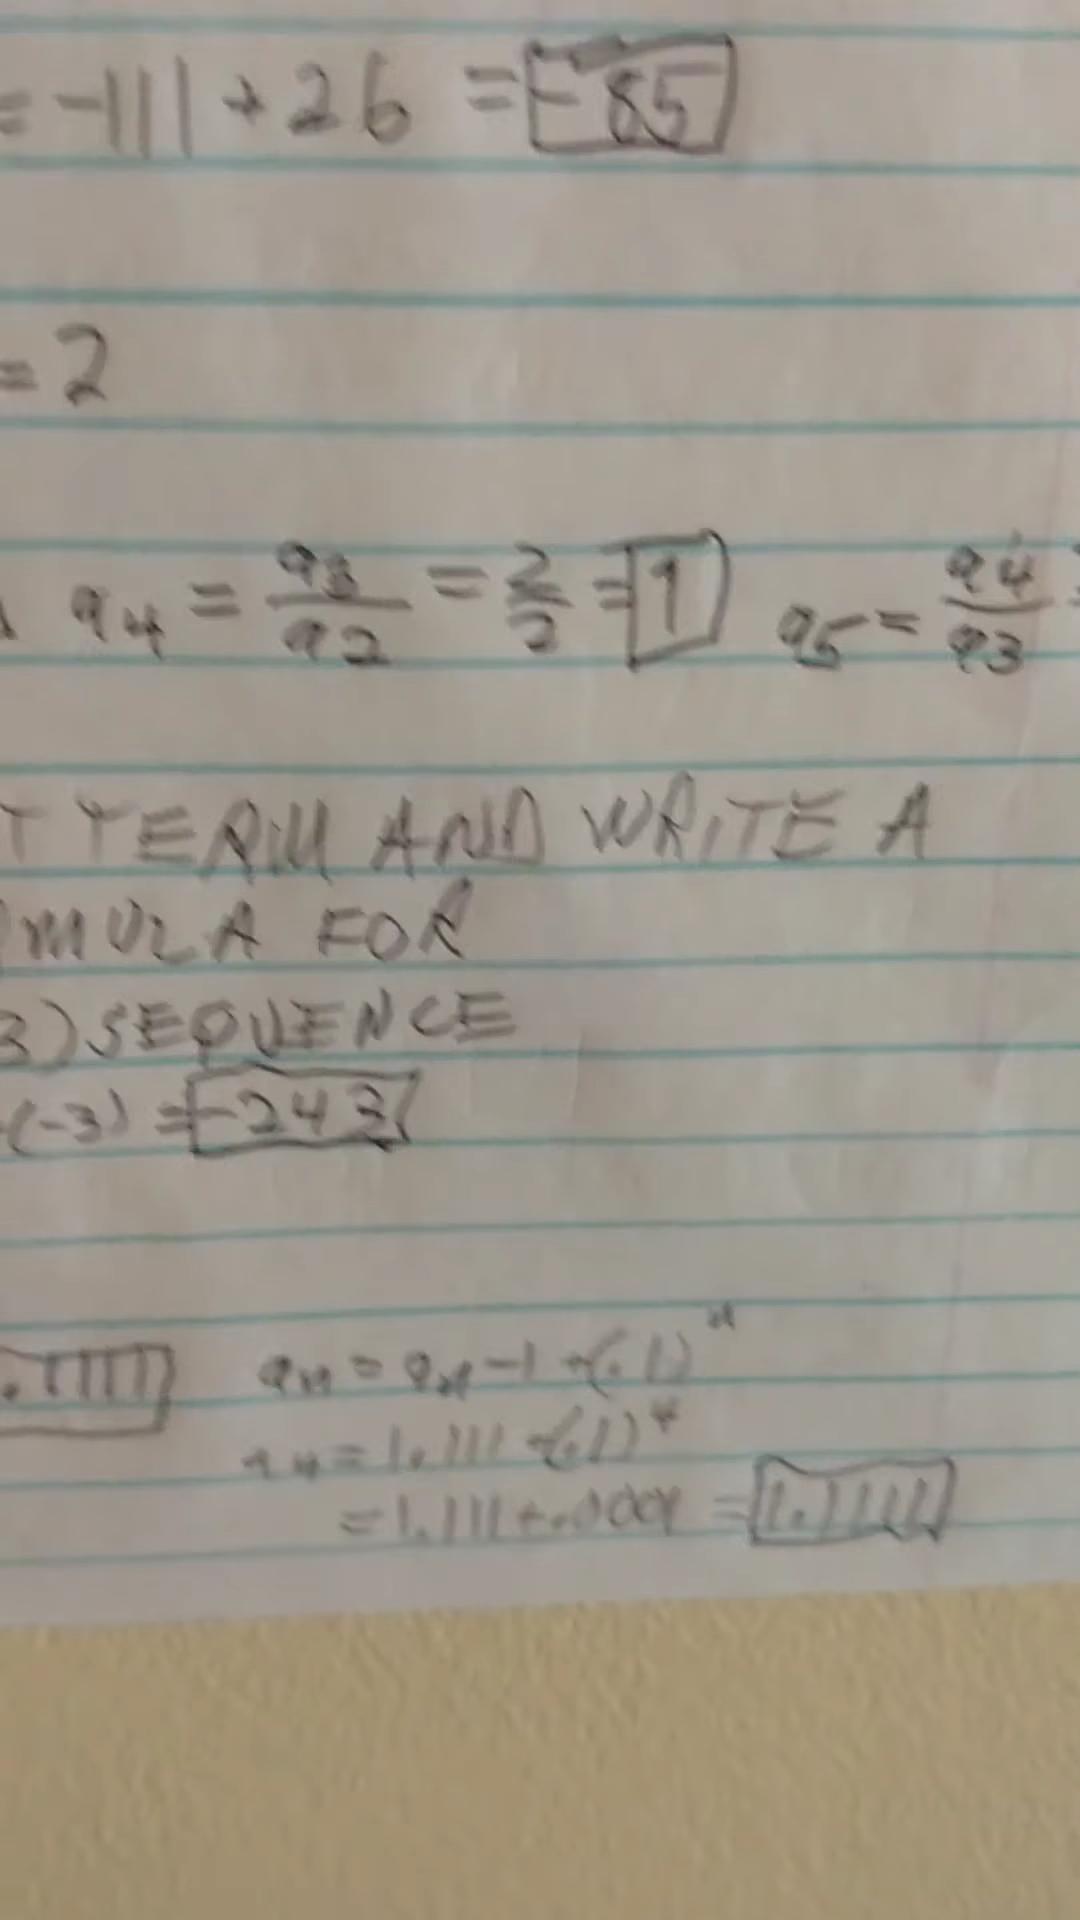 = -111 + 26 = -85
= 2
a4 = a3/a2 = 2/2 = 1 a5 = a4/a3 =
T TERM AND WRITE A
MULA FOR
3) SEQUENCE
(-3) = -243
.11111 an = an-1 + (.1)^n
a4 = 1.111 + (.1)^4
= 1.111 + .0001 = 1.1111